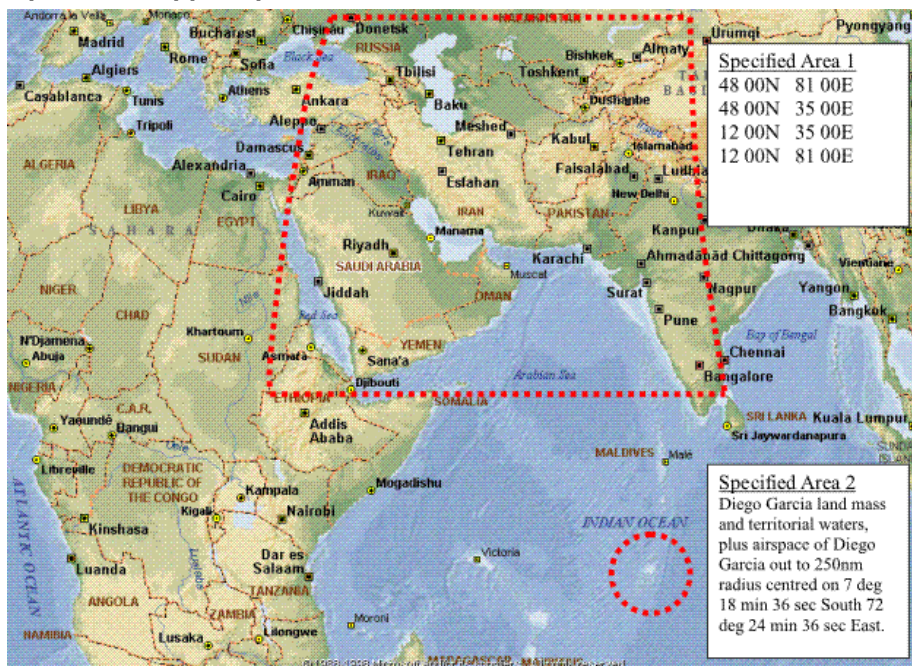 Andorra la Vella
Monaco
Madrid
Bucharest
Chişinău
Donetsk
KAZAKHSTAN
Urumqi
Pyongyang
RUSSIA
Bishkek
Almaty
Rome
Sofia
Black Sea
Tbilisi
Toshkent
Algiers
Athens
Ankara
Baku
Dushanbe
Casablanca
Tunis
Aleppo
Meshed
Kabul
Islamabad
Tripoli
Damascus
Tehran
Faisalabad
Alexandria
Amman
IRAQ
Esfahan
New Delhi
ALGERIA
Cairo
LIBYA
EGYPT
Kuwait
IRAN
PAKISTAN
Kanpur
SAHARA
Manama
Riyadh
Karachi
Ahmadābād
Chittagong
SAUDI ARABIA
Muscat
Vientiane
NIGER
Jiddah
OMAN
Surat
Nagpur
Yangon
CHAD
Nile
Red Sea
Pune
Bangkok
N'Djamena
Khartoum
YEMEN
Bay of Bengal
Abuja
SUDAN
Asmara
Sana'a
Chennai
NIGERIA
Djibouti
Arabian Sea
Bangalore
ETHIOPIA
SOMALIA
C.A.R.
Addis
Ababa
SRI LANKA
Kuala Lumpur
Yaoundé
Bangui
Sri Jaywardanapura
MALDIVES
Malé
Libreville
DEMOCRATIC
REPUBLIC OF
THE CONGO
Kampala
Mogadishu
Kigali
Nairobi
INDIAN OCEAN
ATLANTIC OCEAN
Kinshasa
Victoria
Dar es
Salaam
Luanda
TANZANIA
ANGOLA
Moroni
ZAMBIA
Lilongwe
NAMIBIA
Lusaka
Specified Area 1
48 00N 81 00E
48 00N 35 00E
12 00N 35 00E
12 00N 81 00E
Specified Area 2
Diego Garcia land mass
and territorial waters,
plus airspace of Diego
Garcia out to 250nm
radius centred on 7 deg
18 min 36 sec South 72
deg 24 min 36 sec East.